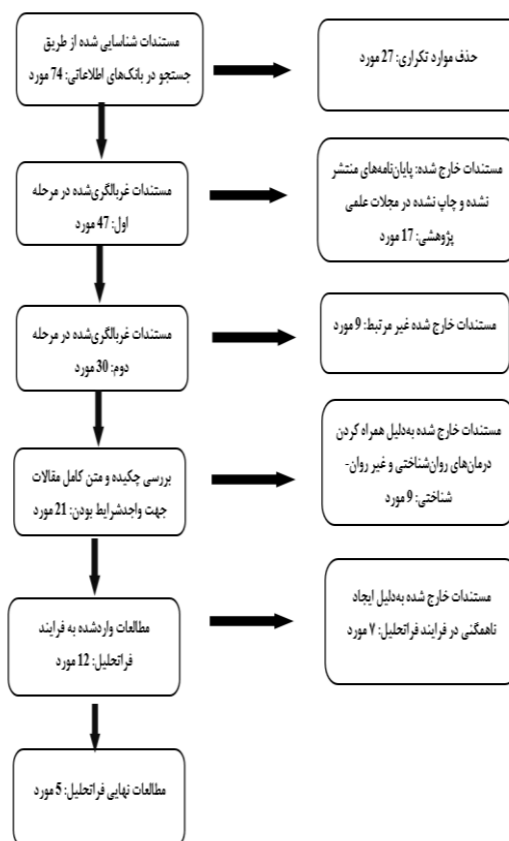 مستندات شناسایی شده از طریق
جستجو در بانک‌های اطلاعاتی: 74 مورد
حذف موارد تکراری: 27 مورد
مستندات غربالگری‌شده در مرحله
اول: 47 مورد
مستندات خارج شده: پایان‌نامه‌های منتشر
نشده و چاپ نشده در مجلات علمی
پژوهشی: 17 مورد
مستندات غربالگری‌شده در مرحله
دوم: 30 مورد
مستندات خارج شده غیر مرتبط: 9 مورد
بررسی چکیده و متن کامل مقالات
جهت واجدشرایط بودن: 21 مورد
مستندات خارج شده به‌دلیل همراه کردن
درمان‌های روان‌شناختی و غیر روان-
شناختی: 9 مورد
مطالعات واردشده به فرایند
فراتحلیل: 12 مورد
مستندات خارج شده به‌دلیل ایجاد
ناهمگنی در فرایند فراتحلیل: ۷ مورد
مطالعات نهایی فراتحلیل: 5 مورد